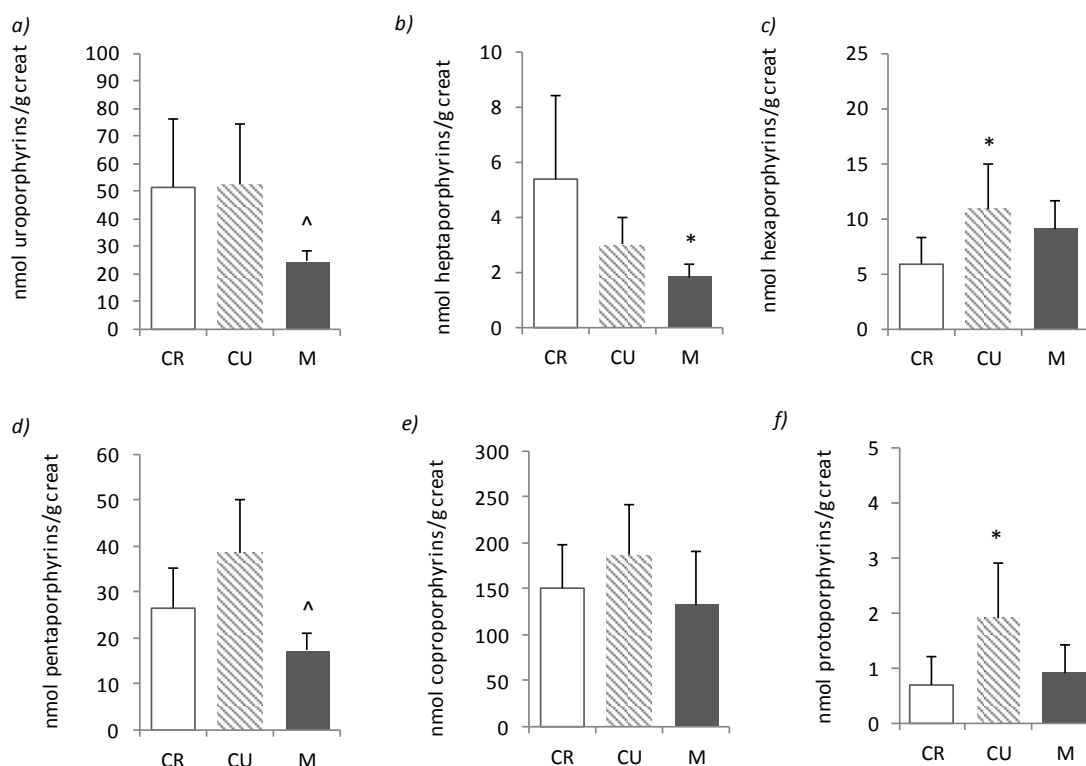 a)
nmol uroporphyrins/g creat
100
90
80
70
60
50
40
30
20
10
0
^
CR CU M
b)
nmol heptaporphyrins/g creat
10
8
6
4
2
0
*
CR CU M
c)
nmol hexaporphyrins/g creat
25
20
15
10
5
0
*
CR CU M
d)
nmol pentaporphyrins/g creat
60
50
40
30
20
10
0
^
CR CU M
e)
nmol coproporphyrins/g creat
300
250
200
150
100
50
0
CR CU M
f)
nmol protoporphyrins/g creat
5
4
3
2
1
0
*
CR CU M